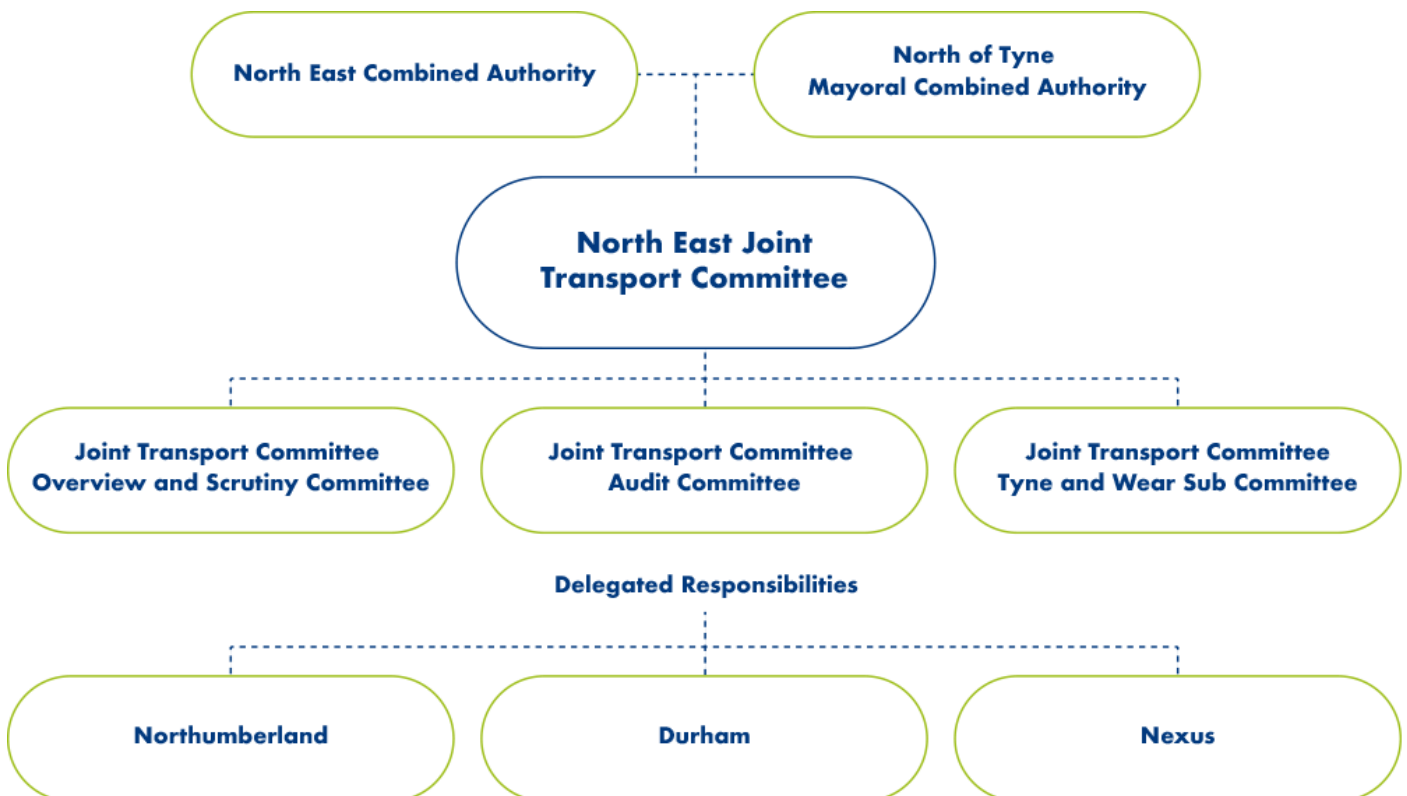 North East Combined Authority
North of Tyne
Mayoral Combined Authority
North East Joint
Transport Committee
Joint Transport Committee
Overview and Scrutiny Committee
Joint Transport Committee
Audit Committee
Joint Transport Committee
Tyne and Wear Sub Committee
Delegated Responsibilities
Northumberland
Durham
Nexus